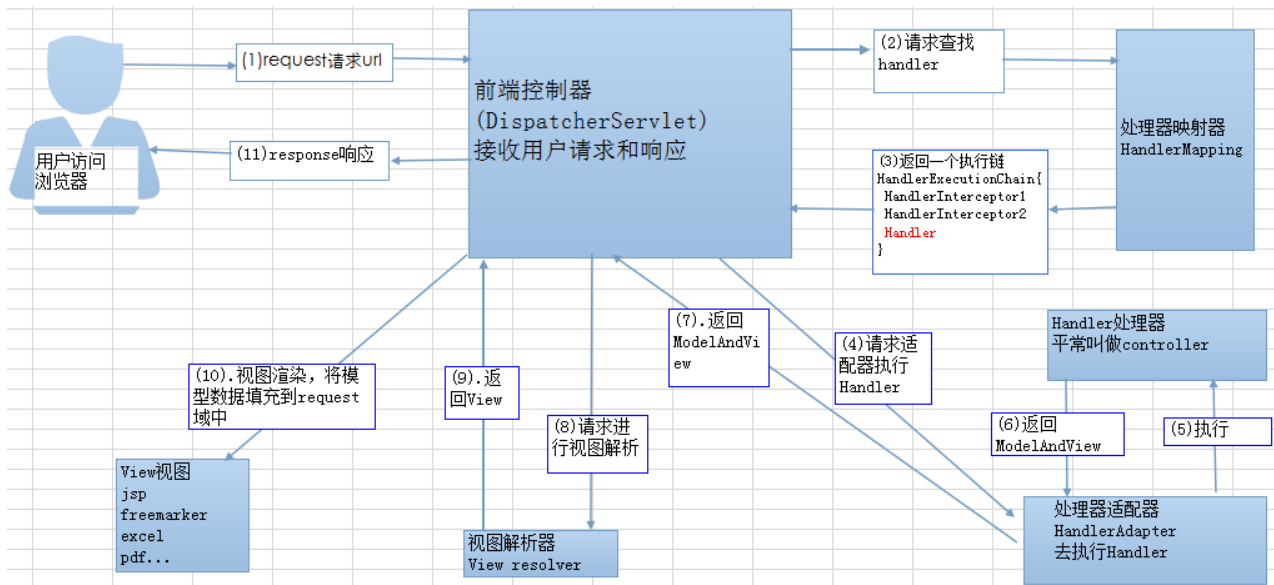 (1)request请求url
前端控制器
(DispatcherServlet)
接收用户请求和响应
(2)请求查找
handler
处理器映射器
HandlerMapping
用户访问
浏览器
(11)response响应
(3)返回一个执行链
HandlerExecutionChain{
HandlerInterceptor1
HandlerInterceptor2
Handler
}
(7).返回
ModelAndVi
ew
(4)请求适
配器执行
Handler
Handler处理器
平常叫做controller
(10).视图渲染，将模
型数据填充到request
域中
(9).返
回View
(8)请求进
行视图解析
(6)返回
ModelAndView
(5)执行
View视图
jsp
freemarker
excel
pdf...
视图解析器
View resolver
处理器适配器
HandlerAdapter
去执行Handler